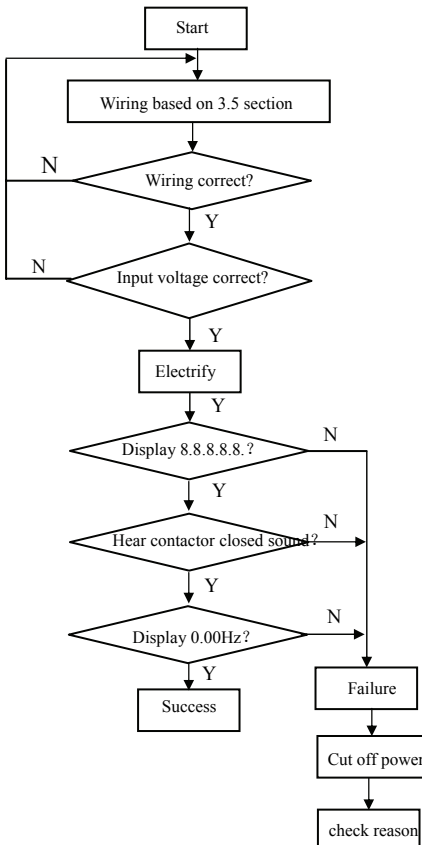 Start
Wiring based on 3.5 section
N
Wiring correct?
Y
N
Input voltage correct?
Y
Electrify
Y
N
Display 8.8.8.8.8.?
Y
Hear contactor closed sound?
N
Y
N
Display 0.00Hz?
Y
Success
Failure
Cut off power
check reason